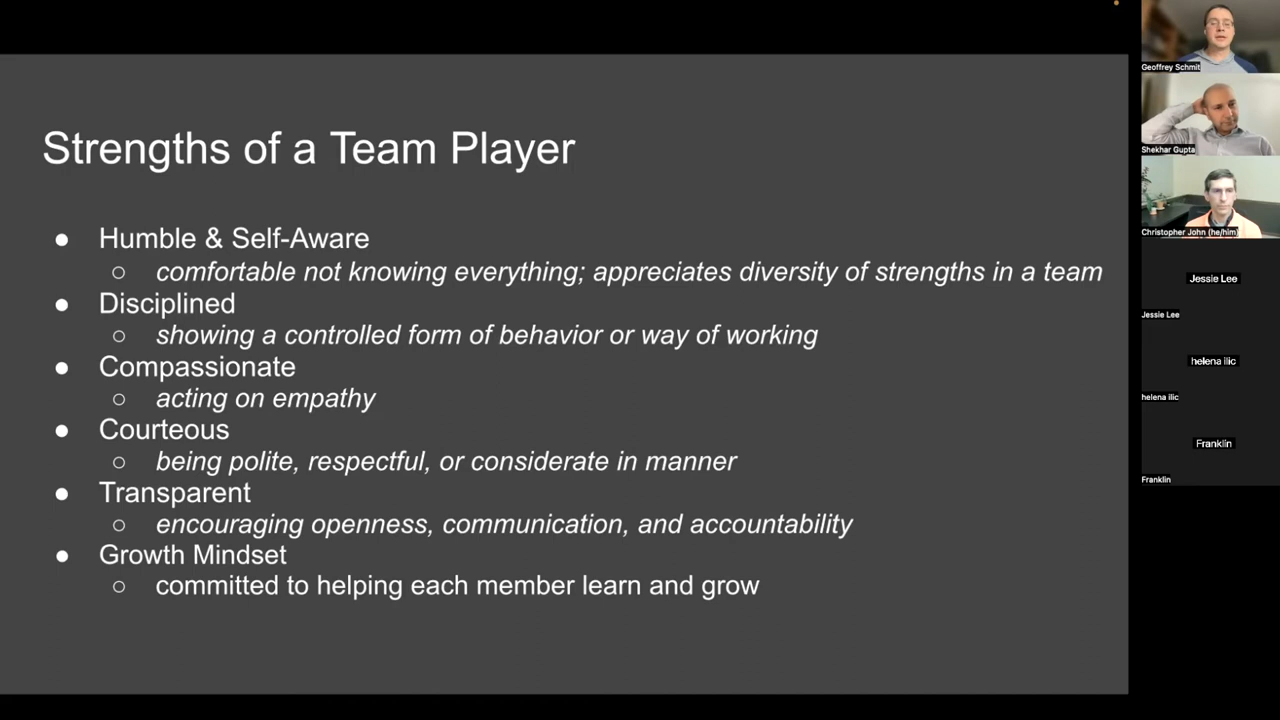 Strengths of a Team Player
● Humble & Self-Aware
○ comfortable not knowing everything; appreciates diversity of strengths in a team
● Disciplined
○ showing a controlled form of behavior or way of working
● Compassionate
○ acting on empathy
● Courteous
○ being polite, respectful, or considerate in manner
● Transparent
○ encouraging openness, communication, and accountability
● Growth Mindset
○ committed to helping each member learn and grow
Geoffrey Schmit
Shekhar Gupta
Christopher John (he/him)
Jessie Lee
Jessie Lee
helena ilic
helena ilic
Franklin
Franklin